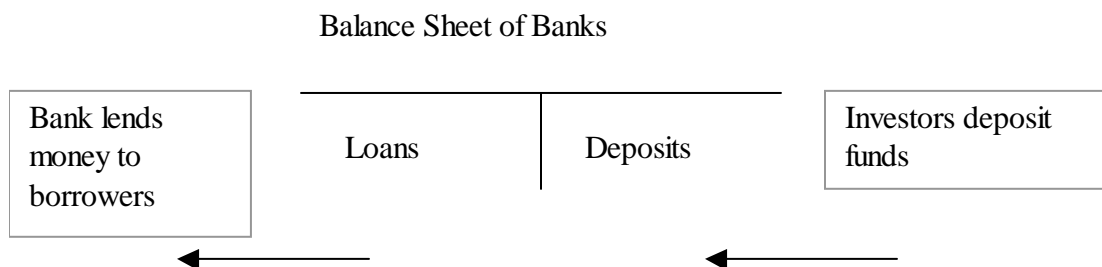 Balance Sheet of Banks
Bank lends
money to
borrowers
Loans
Deposits
Investors deposit
funds